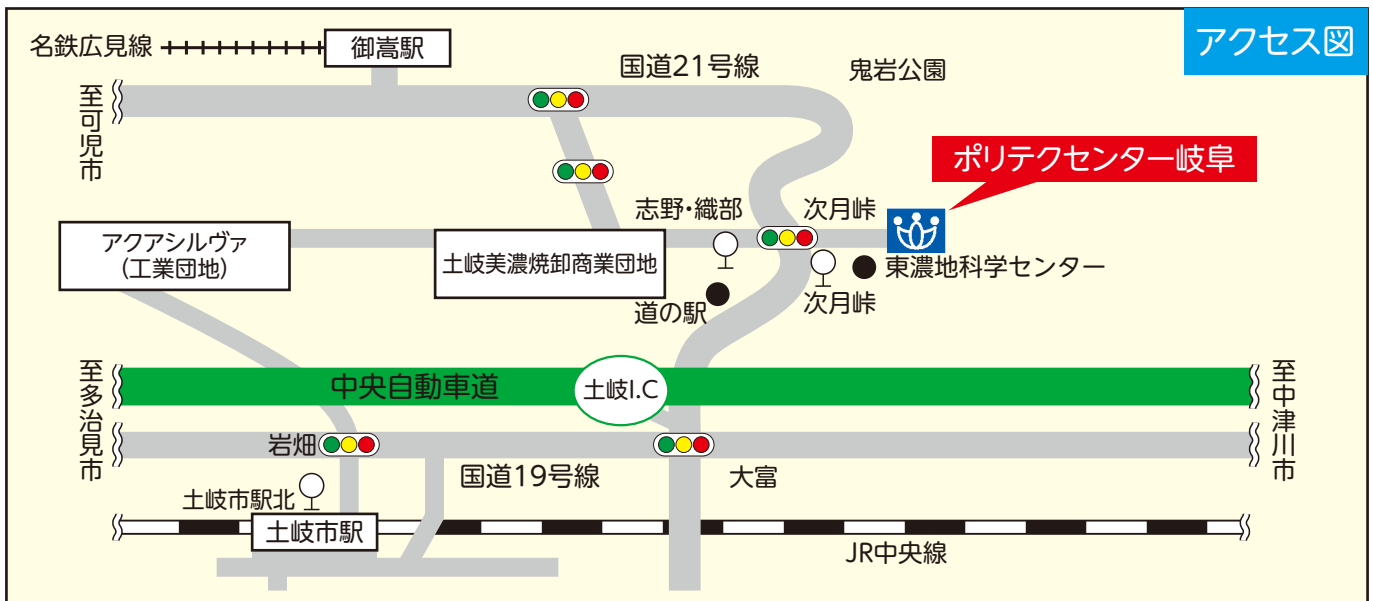 アクセス図
名鉄広見線
御嵩駅
国道21号線
鬼岩公園
至可児市
ポリテクセンター岐阜
志野・織部
次月峠
アクアシルヴァ
(工業団地)
土岐美濃焼卸商業団地
東濃地科学センター
道の駅
次月峠
至多治見市
中央自動車道
土岐I.C
至中津川市
岩畑
国道19号線
大富
土岐市駅北
土岐市駅
JR中央線